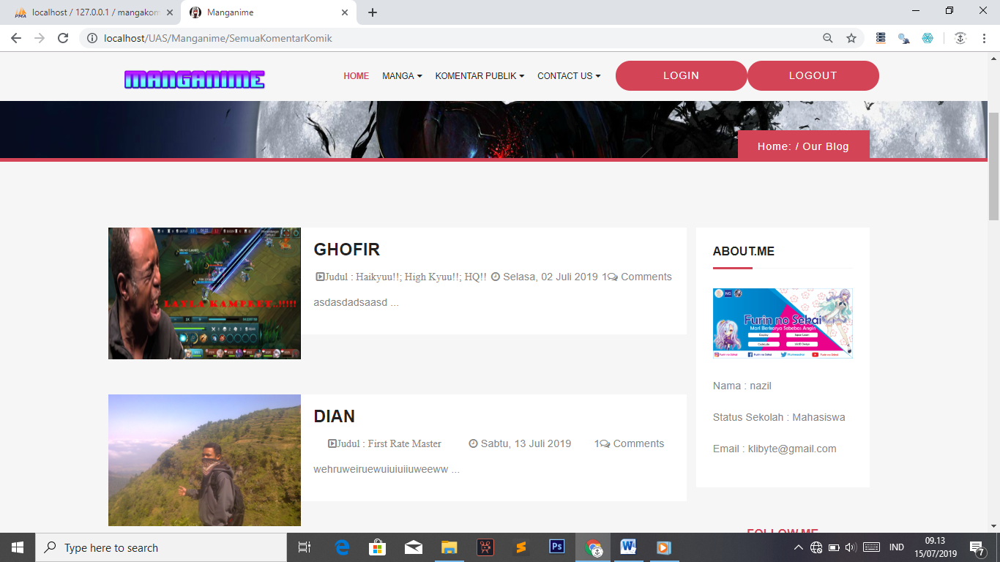 localhost / 127.0.0.1 / mangakom
Manganime
localhost/UAS/Manganime/SemuaKomentarKomik
MANGANIME
HOME
MANGA
KOMENTAR PUBLIK
CONTACT US
LOGIN
LOGOUT
Home: / Our Blog
LAYLA KAMPRET..!!!!!
GHOFIR
Judul : Haikyuu!!; High Kyuu!!; HQ!! Selasa, 02 Juli 2019 1 Comments
asdasdadsaasd ...
DIAN
Judul : First Rate Master Sabtu, 13 Juli 2019 1 Comments
wehruweiruewuiuiuiiuweeww ...
ABOUT.ME
Furin no Sekai
Mari Berkarya Sebebas Angin
Nama : nazil
Status Sekolah : Mahasiswa
Email : klibyte@gmail.com
FOLLOW.ME
Type here to search
IND
09.13
15/07/2019
7